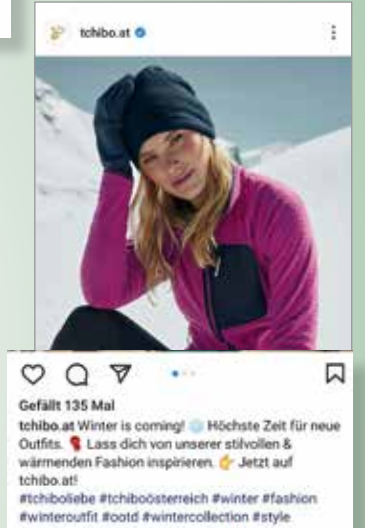 tchibo.at
Gefällt 135 Mal
tchibo.at Winter is coming! ❄️ Höchste Zeit für neue
Outfits. 🧣 Lass dich von unserer stilvollen &
wärmenden Fashion inspirieren. 👉 Jetzt auf
tchibo.at!
#tchiboliebe #tchiboösterreich #winter #fashion
#winteroutfit #ootd #wintercollection #style